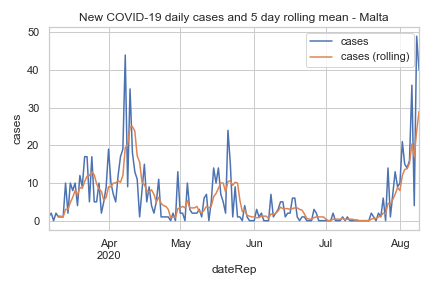 New COVID-19 daily cases and 5 day rolling mean - Malta
cases
cases (rolling)
50
40
30
20
10
0
cases
Apr
2020
May
Jun
Jul
Aug
dateRep